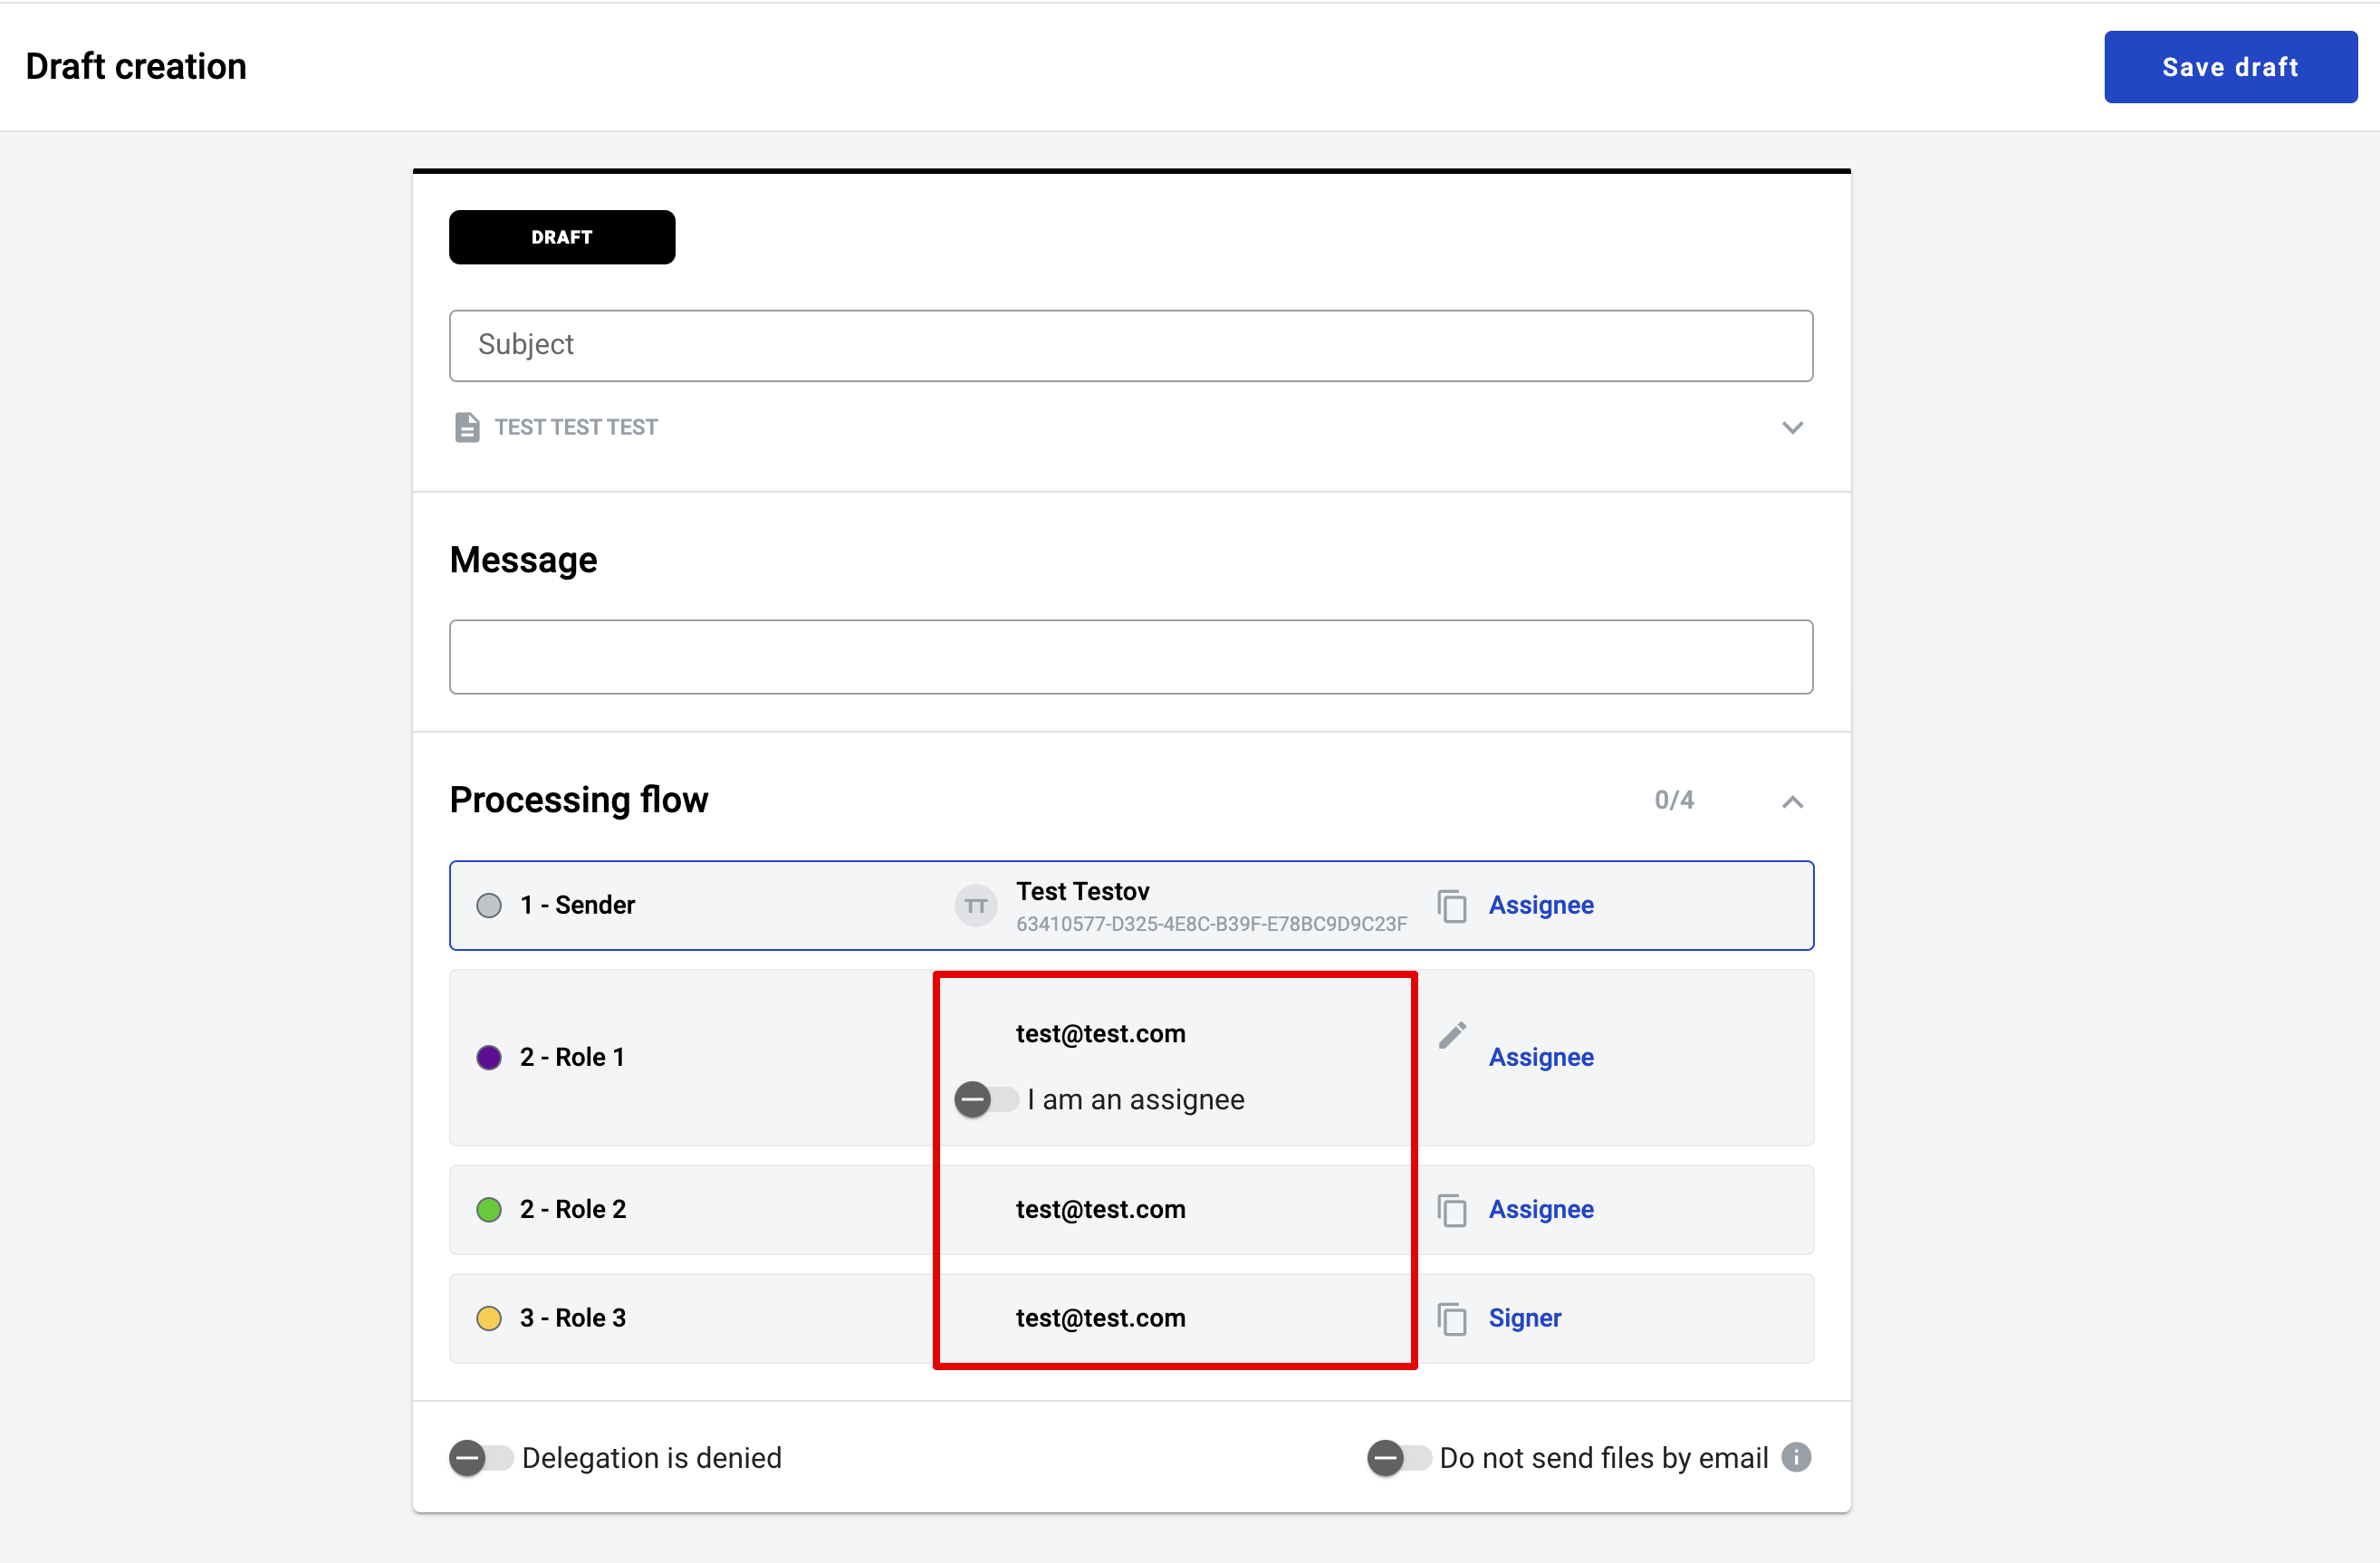 Draft creation
Save draft
DRAFT
Subject
TEST TEST TEST
Message
Processing flow
0/4
1 - Sender
TT
Test Testov
63410577-D325-4E8C-B39F-E78BC9D9C23F
Assignee
2 - Role 1
test@test.com
I am an assignee
Assignee
2 - Role 2
test@test.com
Assignee
3 - Role 3
test@test.com
Signer
Delegation is denied
Do not send files by email